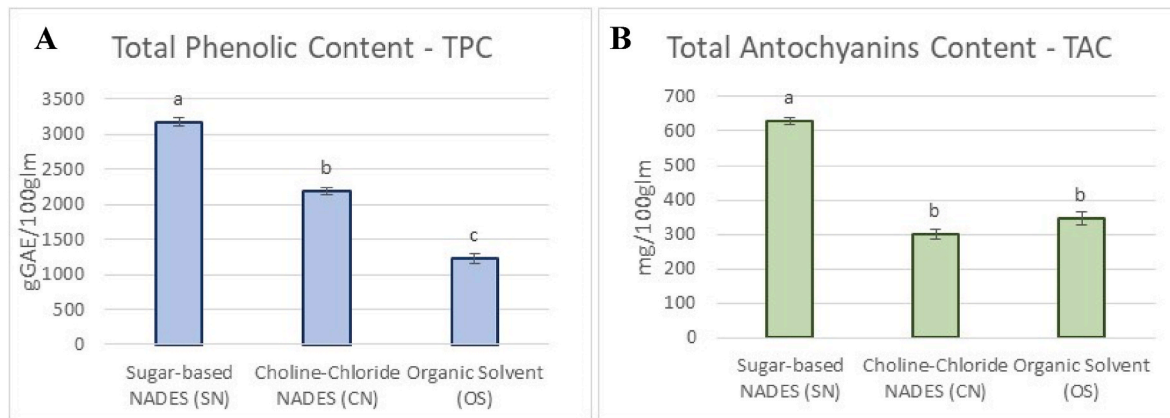 A
Total Phenolic Content - TPC
gGAE/100glm
3500
3000
2500
2000
1500
1000
500
0
a
b
c
Sugar-based
NADES (SN)
Choline-Chloride
NADES (CN)
Organic Solvent
(OS)
B
Total Antochyanins Content - TAC
mg/100glm
700
600
500
400
300
200
100
0
a
b
b
Sugar-based
NADES (SN)
Choline-Chloride
NADES (CN)
Organic Solvent
(OS)